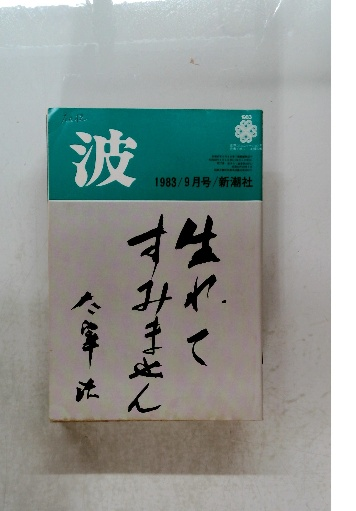 波
1983/9月号/新潮社
生れて
すみません
太宰治